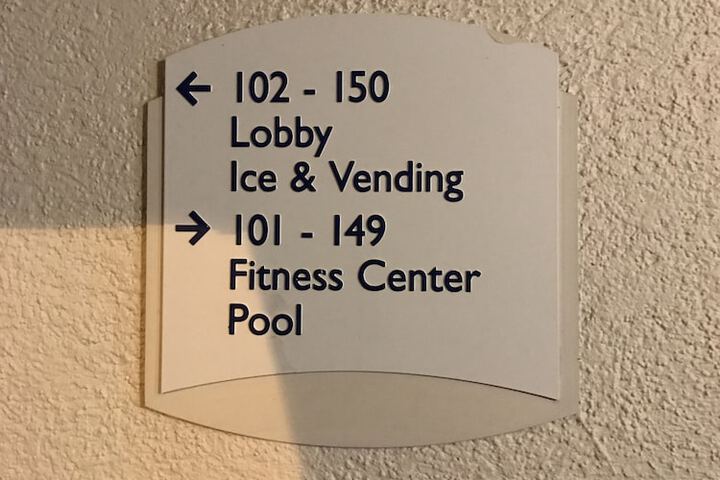 ← 102 - 150
Lobby
Ice & Vending
→ 101 - 149
Fitness Center
Pool